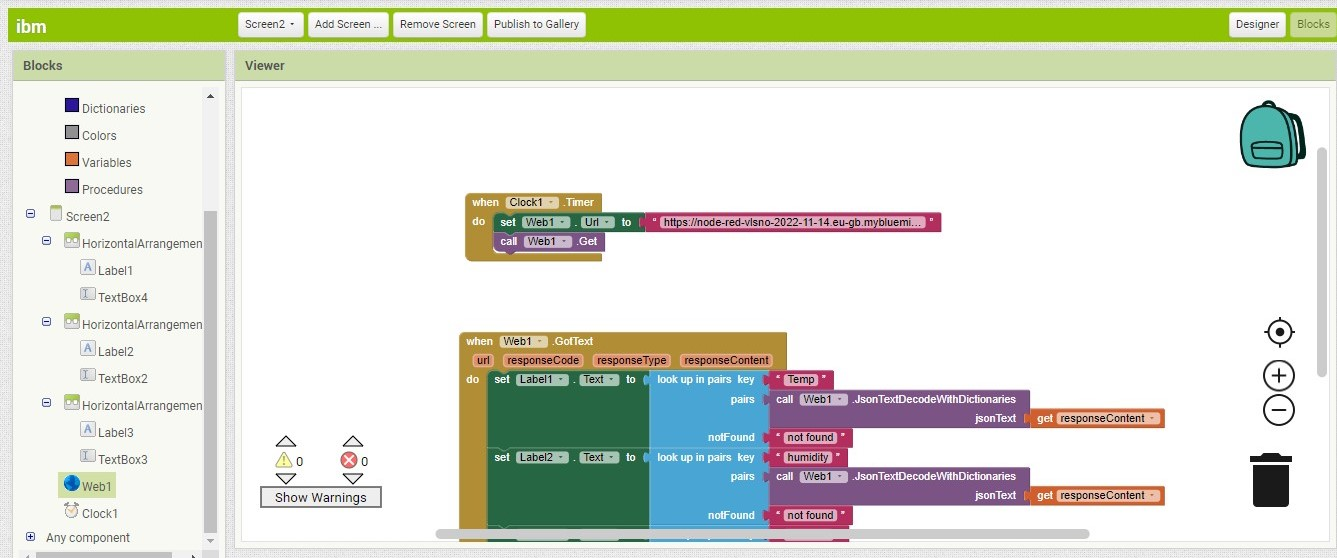 ibm
Screen2 Add Screen ... Remove Screen Publish to Gallery Designer Blocks
Blocks
Viewer
Dictionaries
Colors
Variables
Procedures
Screen2
HorizontalArrangemen
Label1
TextBox4
HorizontalArrangemen
Label2
TextBox2
HorizontalArrangemen
Label3
TextBox3
Web1
Clock1
Any component
when Clock1 .Timer
do set Web1 . Url to " https://node-red-vlsno-2022-11-14.eu-gb.mybluemi... "
call Web1 .Get
when Web1 .GotText
url responseCode responseType responseContent
do set Label1 . Text to look up in pairs key " Temp "
pairs call Web1 .JsonTextDecodeWithDictionaries
jsonText get responseContent
notFound " not found "
set Label2 . Text to look up in pairs key " humidity "
pairs call Web1 .JsonTextDecodeWithDictionaries
jsonText get responseContent
notFound " not found "
0 0
Show Warnings